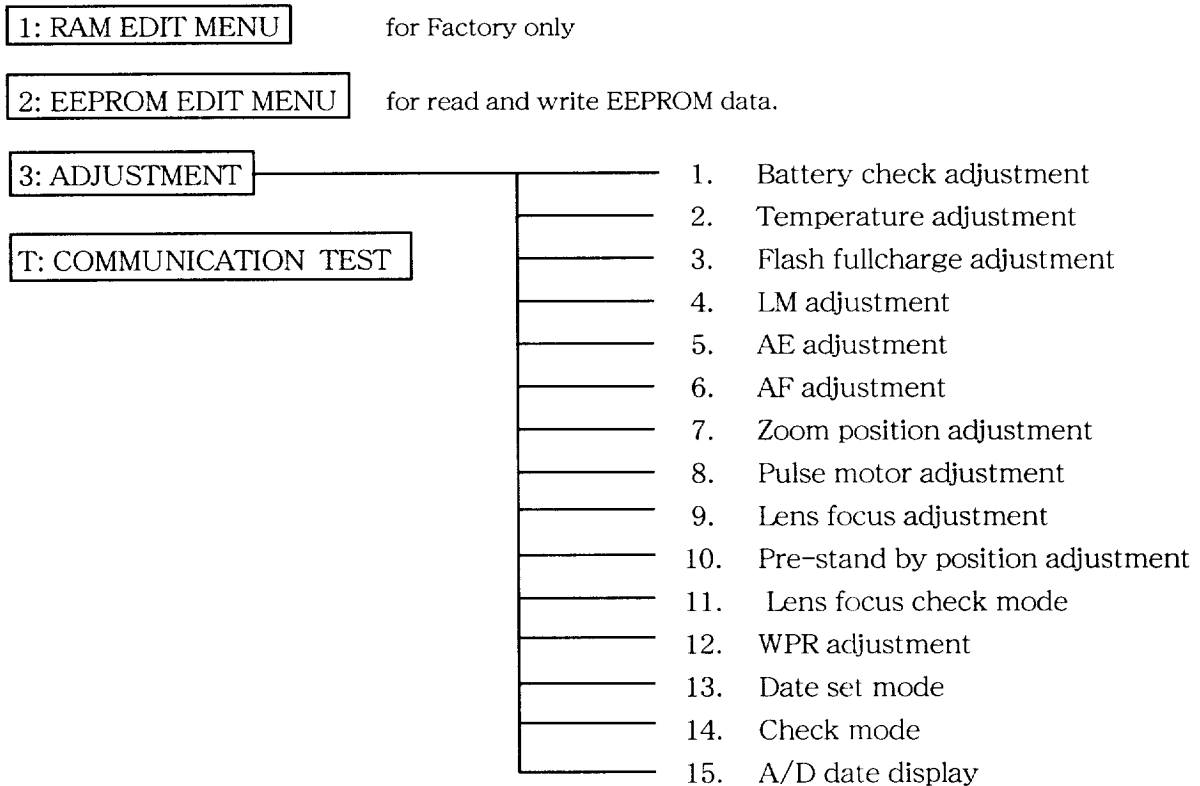 1: RAM EDIT MENU for Factory only
2: EEPROM EDIT MENU for read and write EEPROM data.
3: ADJUSTMENT
1. Battery check adjustment
2. Temperature adjustment
T: COMMUNICATION TEST
3. Flash fullcharge adjustment
4. LM adjustment
5. AE adjustment
6. AF adjustment
7. Zoom position adjustment
8. Pulse motor adjustment
9. Lens focus adjustment
10. Pre-stand by position adjustment
11. Lens focus check mode
12. WPR adjustment
13. Date set mode
14. Check mode
15. A/D date display